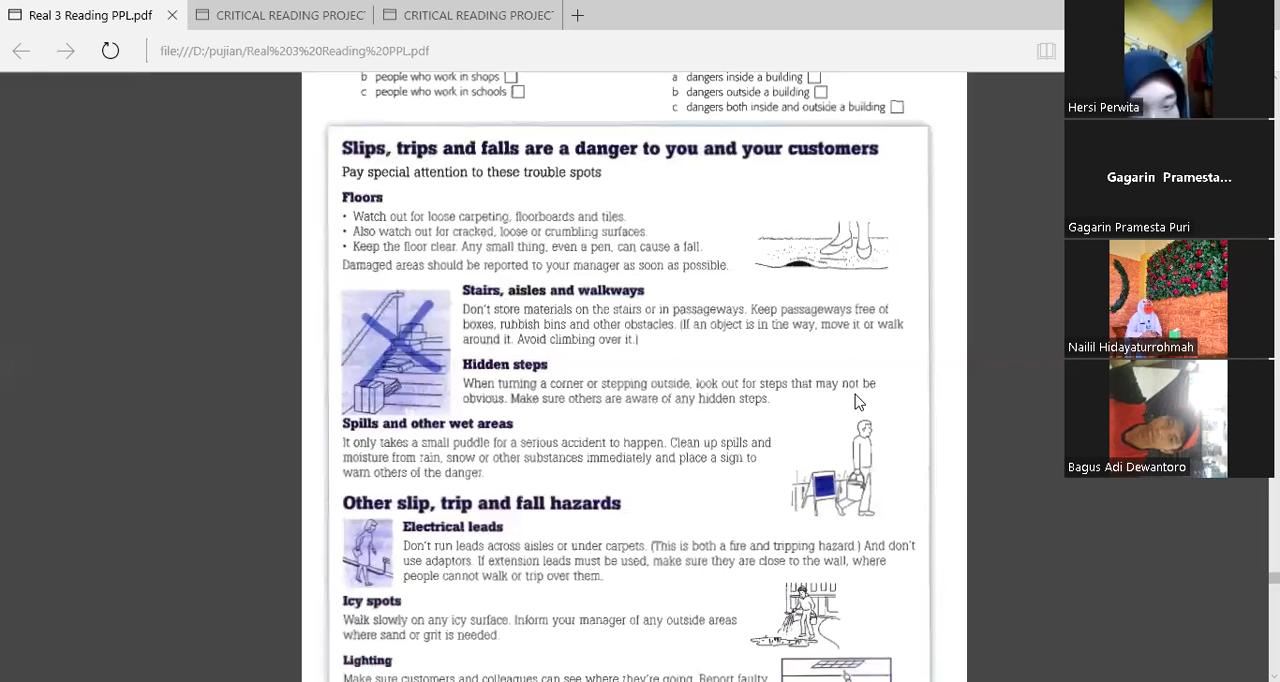 Real 3 Reading PPL.pdf
CRITICAL READING PROJEC
CRITICAL READING PROJEC
file:///D:/pujian/Real%203%20Reading%20PPL.pdf
b people who work in shops
c people who work in schools
a dangers inside a building
b dangers outside a building
c dangers both inside and outside a building
Slips, trips and falls are a danger to you and your customers
Pay special attention to these trouble spots
Floors
• Watch out for loose carpeting, floorboards and tiles.
• Also watch out for cracked, loose or crumbling surfaces.
• Keep the floor clear. Any small thing, even a pen, can cause a fall.
Damaged areas should be reported to your manager as soon as possible.
Stairs, aisles and walkways
Don't store materials on the stairs or in passageways. Keep passageways free of
boxes, rubbish bins and other obstacles. (If an object is in the way, move it or walk
around it. Avoid climbing over it.)
Hidden steps
When turning a corner or stepping outside, look out for steps that may not be
obvious. Make sure others are aware of any hidden steps.
Spills and other wet areas
It only takes a small puddle for a serious accident to happen. Clean up spills and
moisture from rain, snow or other substances immediately and place a sign to
warn others of the danger.
Other slip, trip and fall hazards
Electrical leads
Don't run leads across aisles or under carpets. (This is both a fire and tripping hazard.) And don't
use adaptors. If extension leads must be used, make sure they are close to the wall, where
people cannot walk or trip over them.
Icy spots
Walk slowly on any icy surface. Inform your manager of any outside areas
where sand or grit is needed.
Lighting
Make sure customers and colleagues can see where they're going. Report faulty
Hersi Perwita
Gagarin Pramesta...
Gagarin Pramesta Puri
Nailil Hidayaturrohmah
Bagus Adi Dewantoro